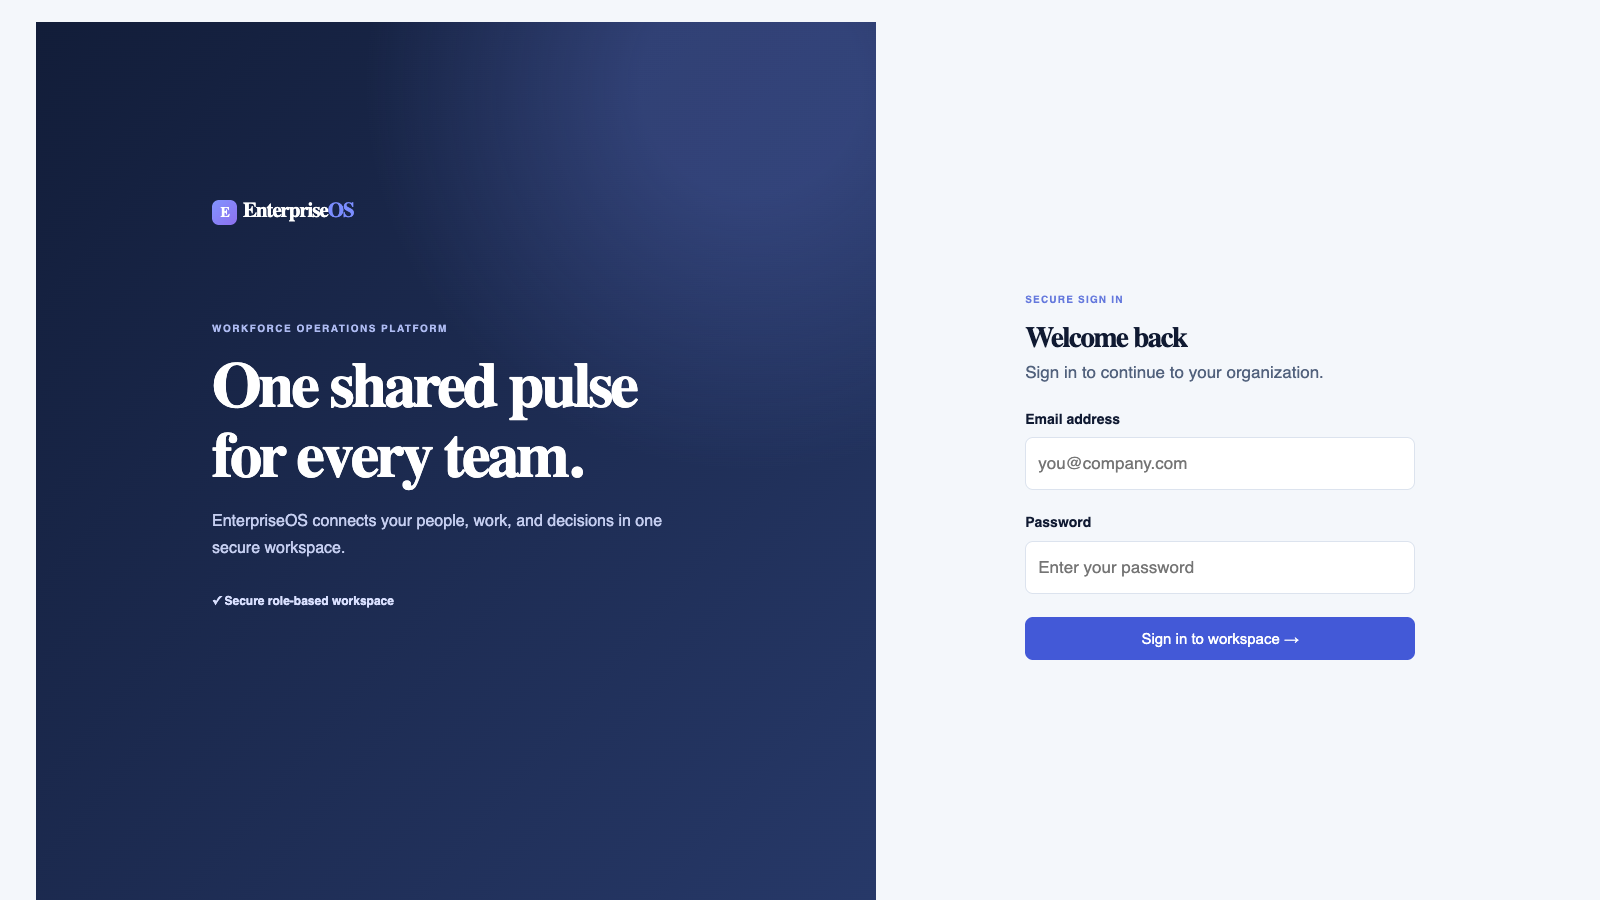 E EnterpriseOS
WORKFORCE OPERATIONS PLATFORM
One shared pulse
for every team.
EnterpriseOS connects your people, work, and decisions in one
secure workspace.
✓ Secure role-based workspace
SECURE SIGN IN
Welcome back
Sign in to continue to your organization.
Email address
you@company.com
Password
Enter your password
Sign in to workspace →